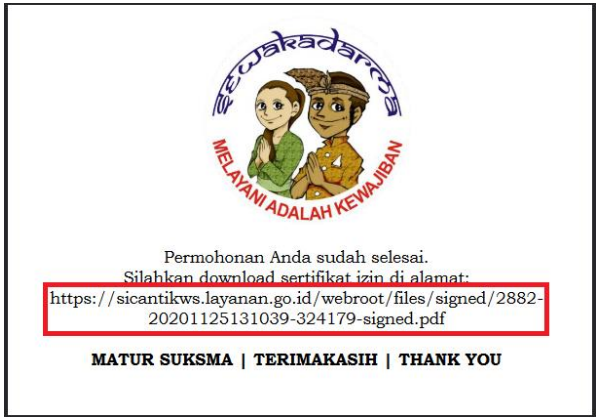 Sewakadarma
MELAYANI ADALAH KEWAJIBAN
Permohonan Anda sudah selesai.
Silahkan download sertifikat izin di alamat:
https://sicantikws.layanan.go.id/webroot/files/signed/2882-
20201125131039-324179-signed.pdf
MATUR SUKSMA | TERIMAKASIH | THANK YOU